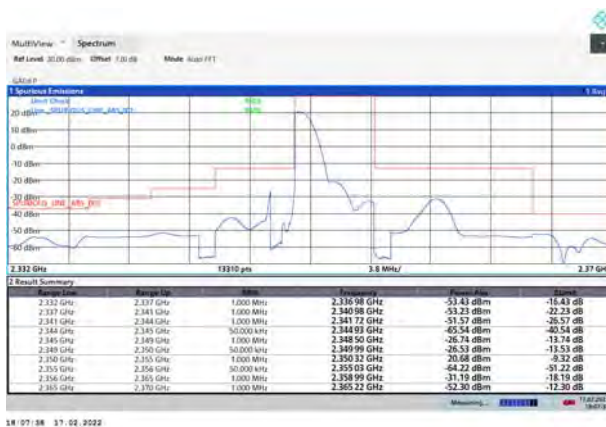 MultiView Spectrum
Ref Level 30.00 dBm Offset 1.00 dB Mode Auto FFT
1 Spurious Emissions
Limit Check
20 dBm
10 dBm
0 dBm
-10 dBm
-20 dBm
-30 dBm
-40 dBm
-50 dBm
-60 dBm
2.332 GHz 13310 pts 3.8 MHz/ 2.37 GHz
2 Result Summary
Range Low Range Up RBW Frequency Power Abs ΔLimit
2.332 GHz 2.337 GHz 1.000 MHz 2.336 98 GHz -53.43 dBm -16.43 dB
2.337 GHz 2.341 GHz 1.000 MHz 2.340 98 GHz -53.23 dBm -22.23 dB
2.341 GHz 2.344 GHz 1.000 MHz 2.341 72 GHz -51.57 dBm -26.57 dB
2.344 GHz 2.345 GHz 50.000 kHz 2.344 93 GHz -65.54 dBm -40.54 dB
2.345 GHz 2.349 GHz 1.000 MHz 2.348 50 GHz -26.74 dBm -13.74 dB
2.349 GHz 2.350 GHz 50.000 kHz 2.349 99 GHz -26.53 dBm -13.53 dB
2.350 GHz 2.355 GHz 1.000 MHz 2.350 32 GHz 20.68 dBm -9.32 dB
2.355 GHz 2.356 GHz 50.000 kHz 2.355 03 GHz -64.22 dBm -51.22 dB
2.356 GHz 2.365 GHz 1.000 MHz 2.358 99 GHz -31.19 dBm -18.19 dB
2.365 GHz 2.370 GHz 1.000 MHz 2.365 22 GHz -52.30 dBm -12.30 dB
Measuring...
18:07:38 17.02.2022